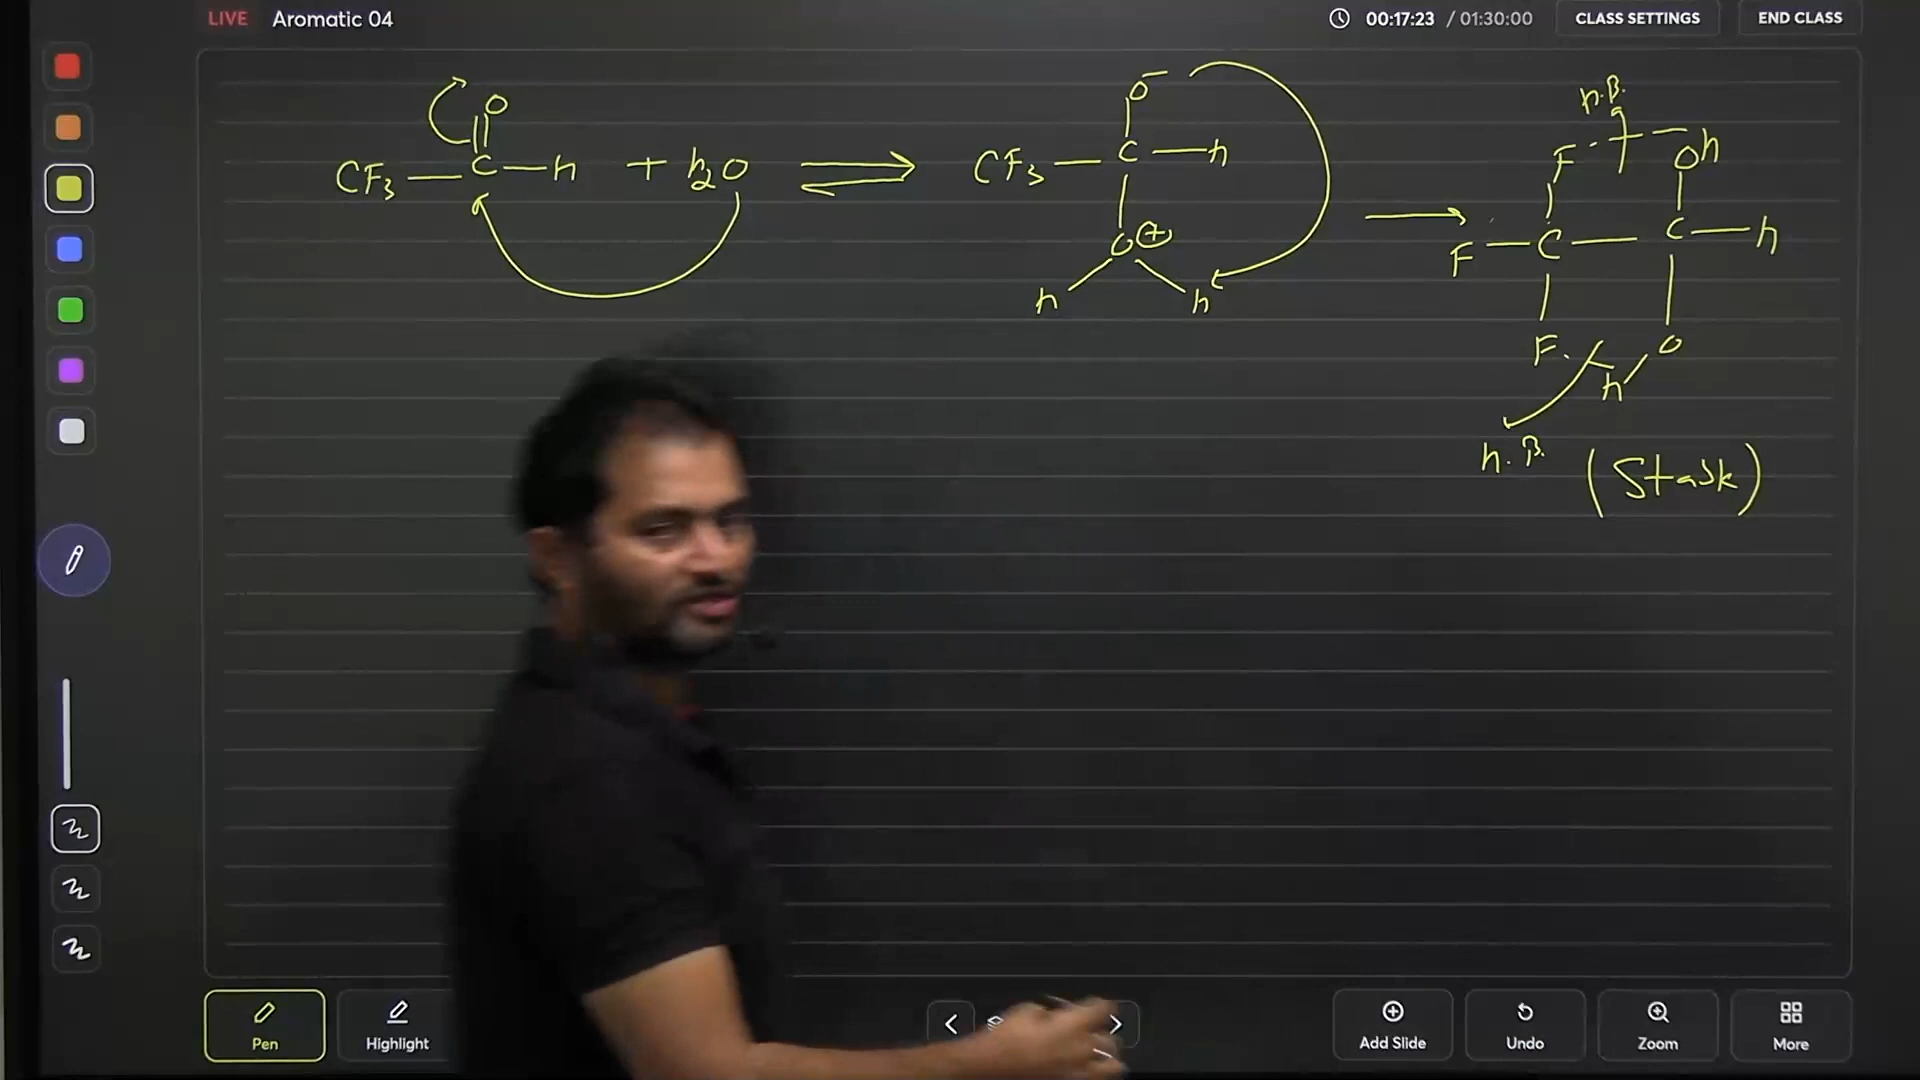 LIVE Aromatic 04 00:17:23 / 01:30:00 CLASS SETTINGS END CLASS
O
CF3 — C — H + H2O ⇌
O−
CF3 — C — H
O⊕
H H
→
H.B.
F OH
F — C — C — H
F O
H
H.B.
(Stabk)
Pen Highlight Add Slide Undo Zoom More